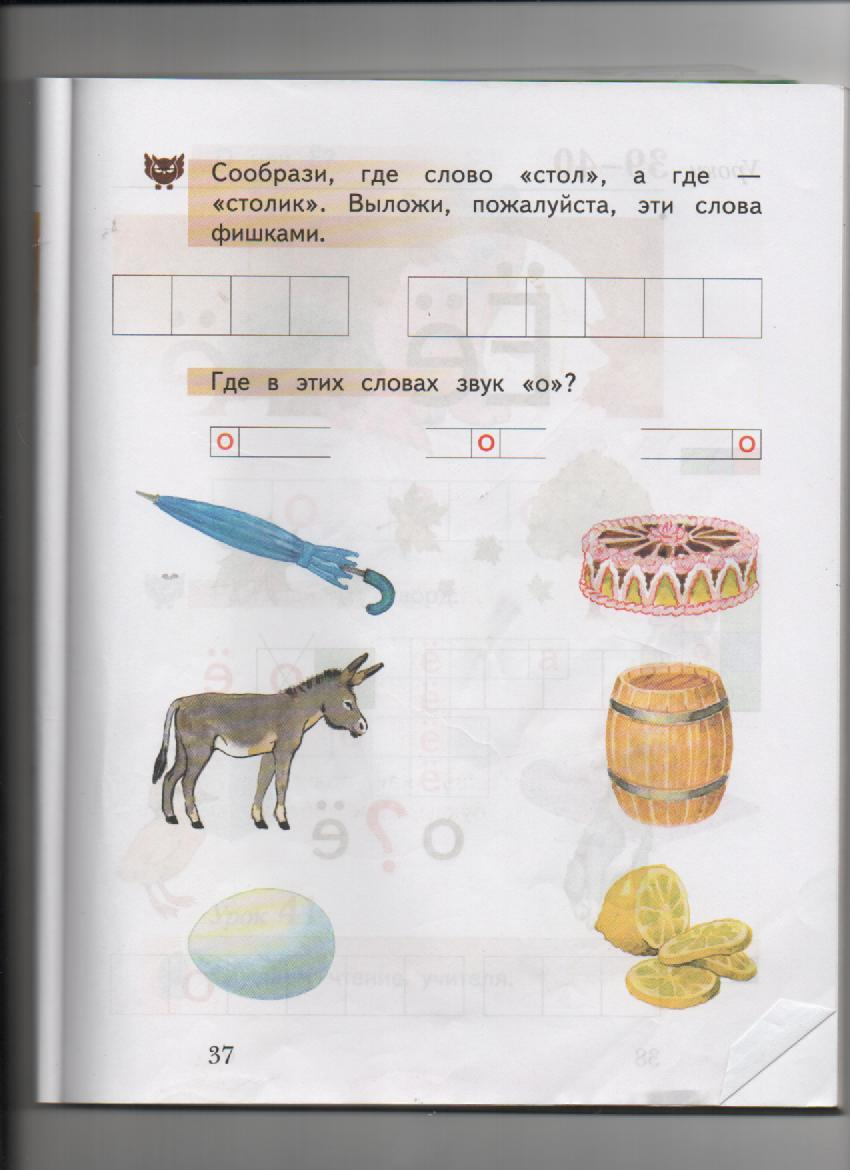 Сообрази, где слово «стол», а где —
«столик». Выложи, пожалуйста, эти слова
фишками.
Где в этих словах звук «о»?
о о о
37